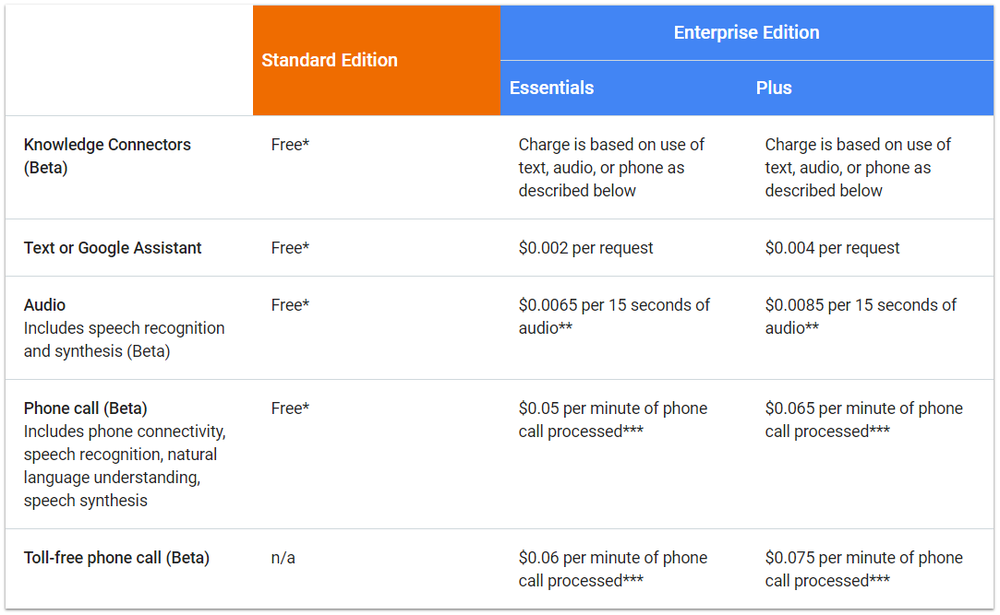 Standard Edition
Enterprise Edition
Essentials
Plus
Knowledge Connectors
(Beta)
Free*
Charge is based on use of
text, audio, or phone as
described below
Charge is based on use of
text, audio, or phone as
described below
Text or Google Assistant
Free*
$0.002 per request
$0.004 per request
Audio
Includes speech recognition
and synthesis (Beta)
Free*
$0.0065 per 15 seconds of
audio**
$0.0085 per 15 seconds of
audio**
Phone call (Beta)
Includes phone connectivity,
speech recognition, natural
language understanding,
speech synthesis
Free*
$0.05 per minute of phone
call processed***
$0.065 per minute of phone
call processed***
Toll-free phone call (Beta)
n/a
$0.06 per minute of phone
call processed***
$0.075 per minute of phone
call processed***